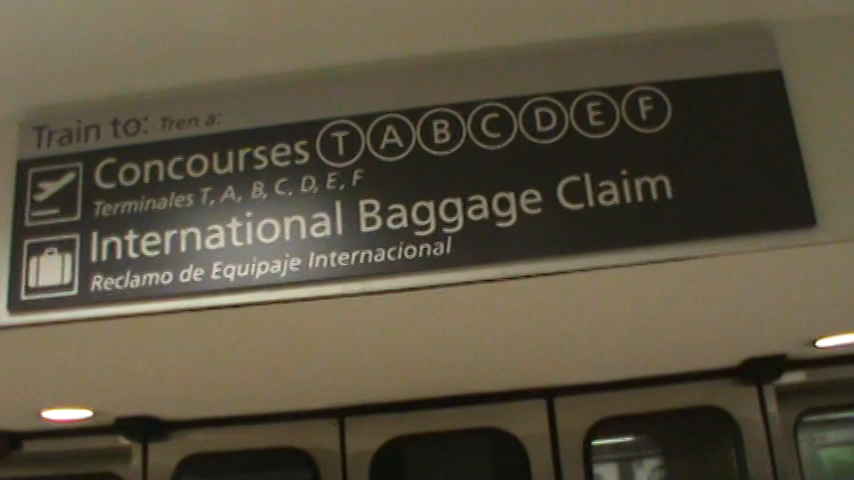 Train to: Tren a:
Concourses T A B C D E F
Terminales T, A, B, C, D, E, F
International Baggage Claim
Reclamo de Equipaje Internacional